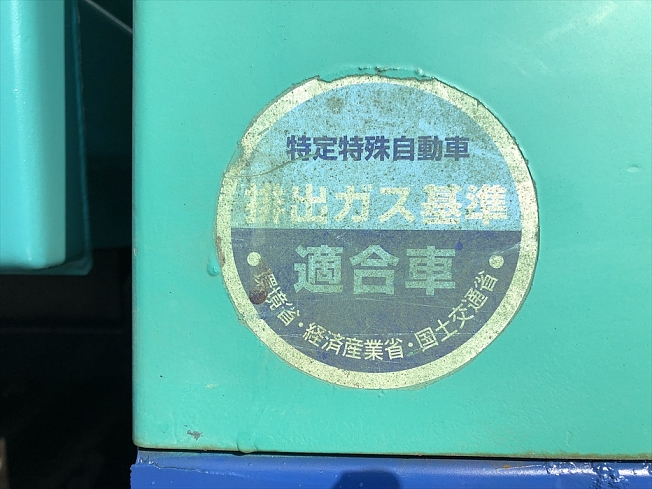 特定特殊自動車
排出ガス基準
適合車
環境省・経済産業省・国土交通省